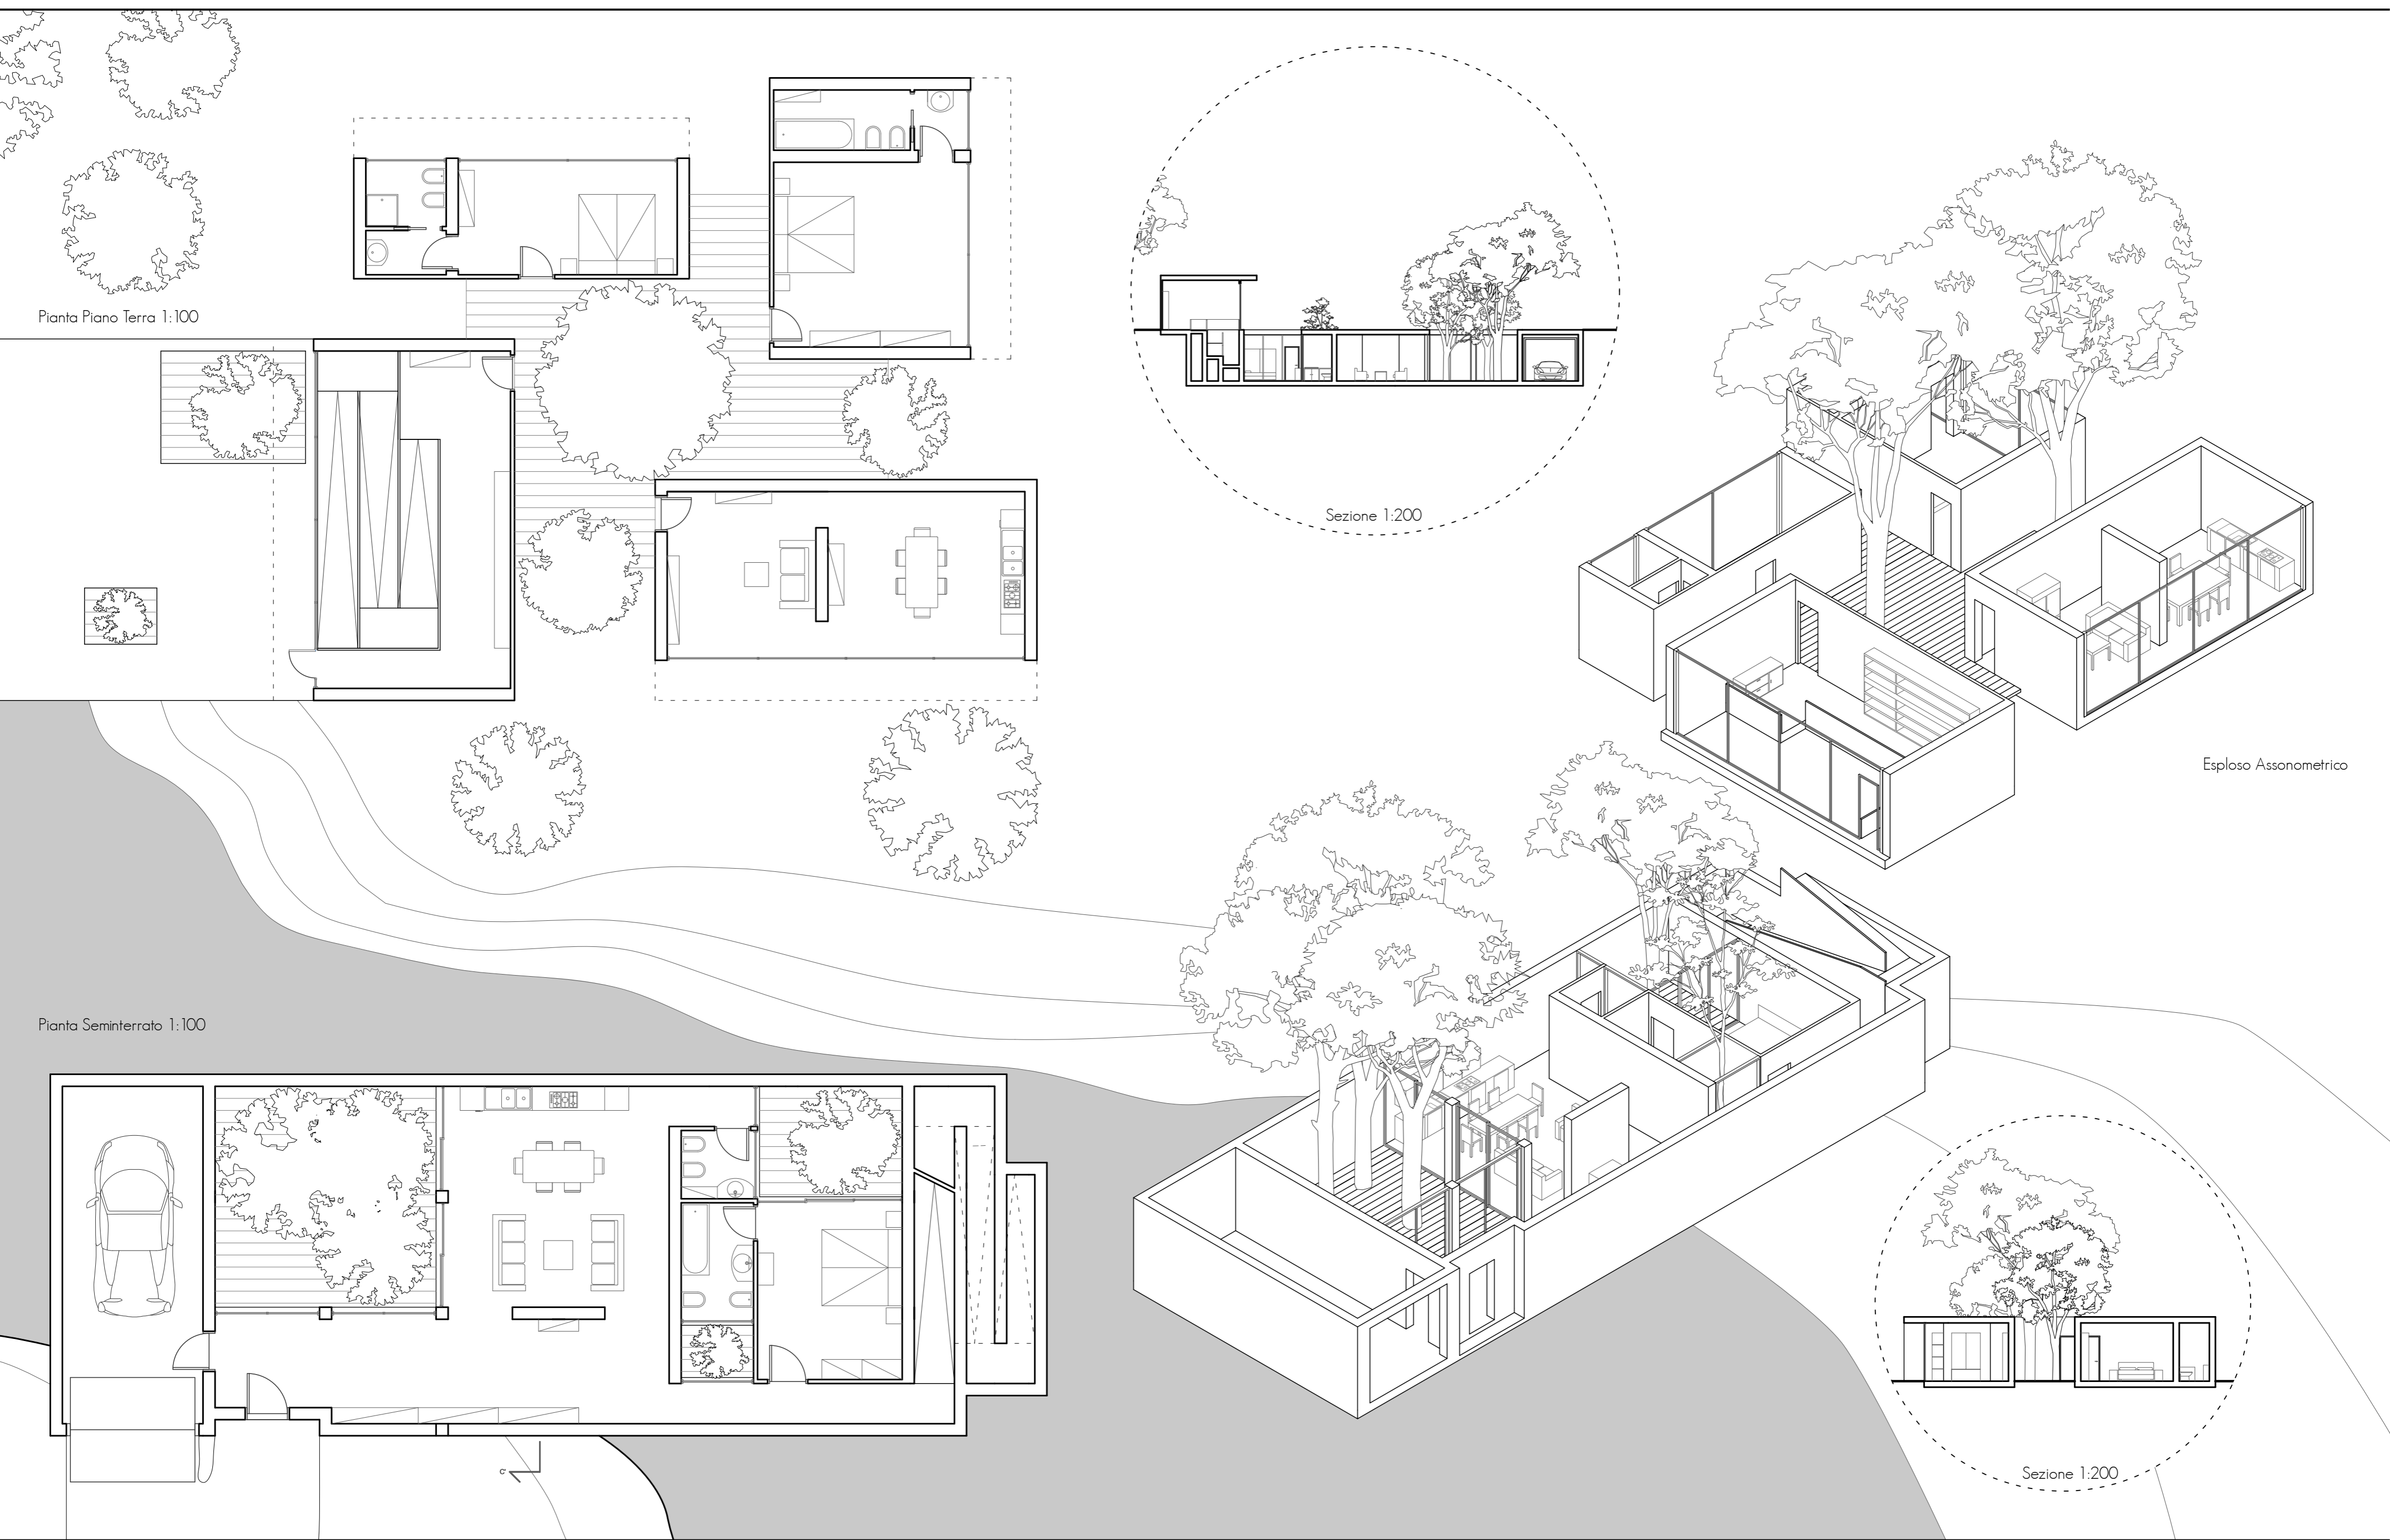 Pianta Piano Terra 1:100
Sezione 1:200
Esploso Assonometrico
Pianta Seminterrato 1:100
C'
Sezione 1:200